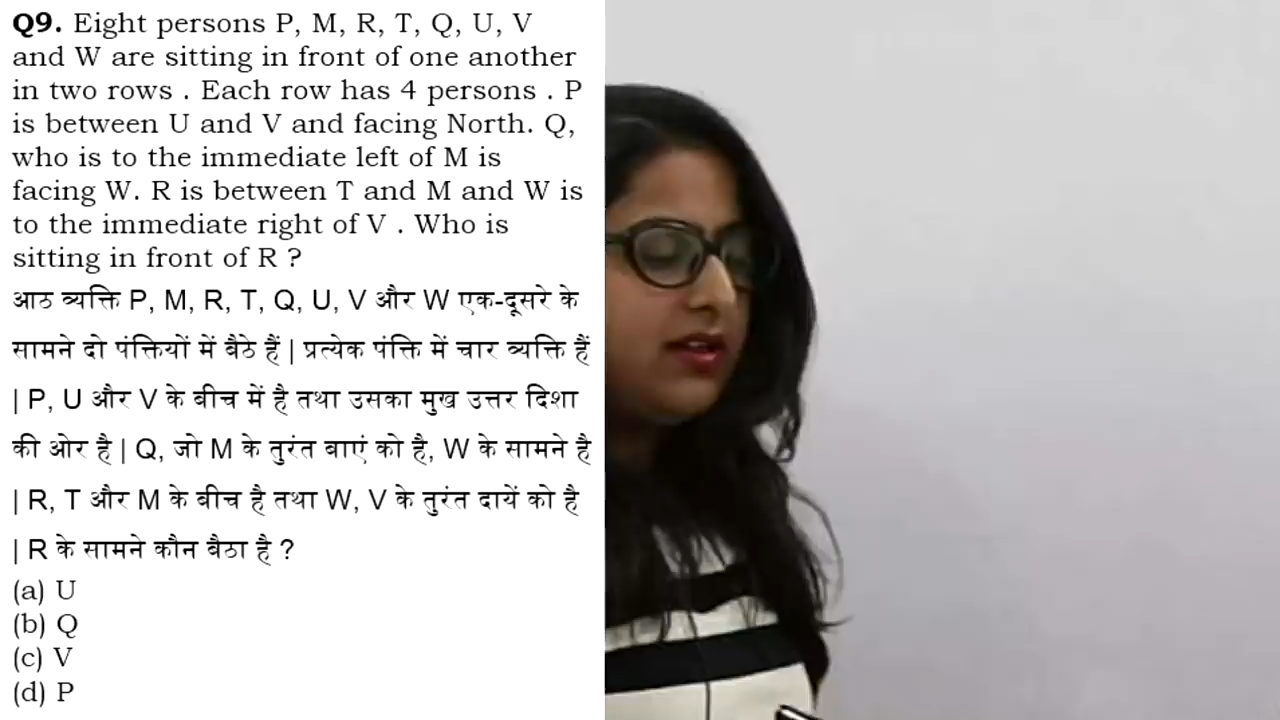 Q9. Eight persons P, M, R, T, Q, U, V
and W are sitting in front of one another
in two rows . Each row has 4 persons . P
is between U and V and facing North. Q,
who is to the immediate left of M is
facing W. R is between T and M and W is
to the immediate right of V . Who is
sitting in front of R ?
आठ व्यक्ति P, M, R, T, Q, U, V और W एक-दूसरे के
सामने दो पंक्तियों में बैठे हैं | प्रत्येक पंक्ति में चार व्यक्ति हैं
| P, U और V के बीच में है तथा उसका मुख उत्तर दिशा
की ओर है | Q, जो M के तुरंत बाएं को है, W के सामने है
| R, T और M के बीच है तथा W, V के तुरंत दायें को है
| R के सामने कौन बैठा है ?
(a) U
(b) Q
(c) V
(d) P